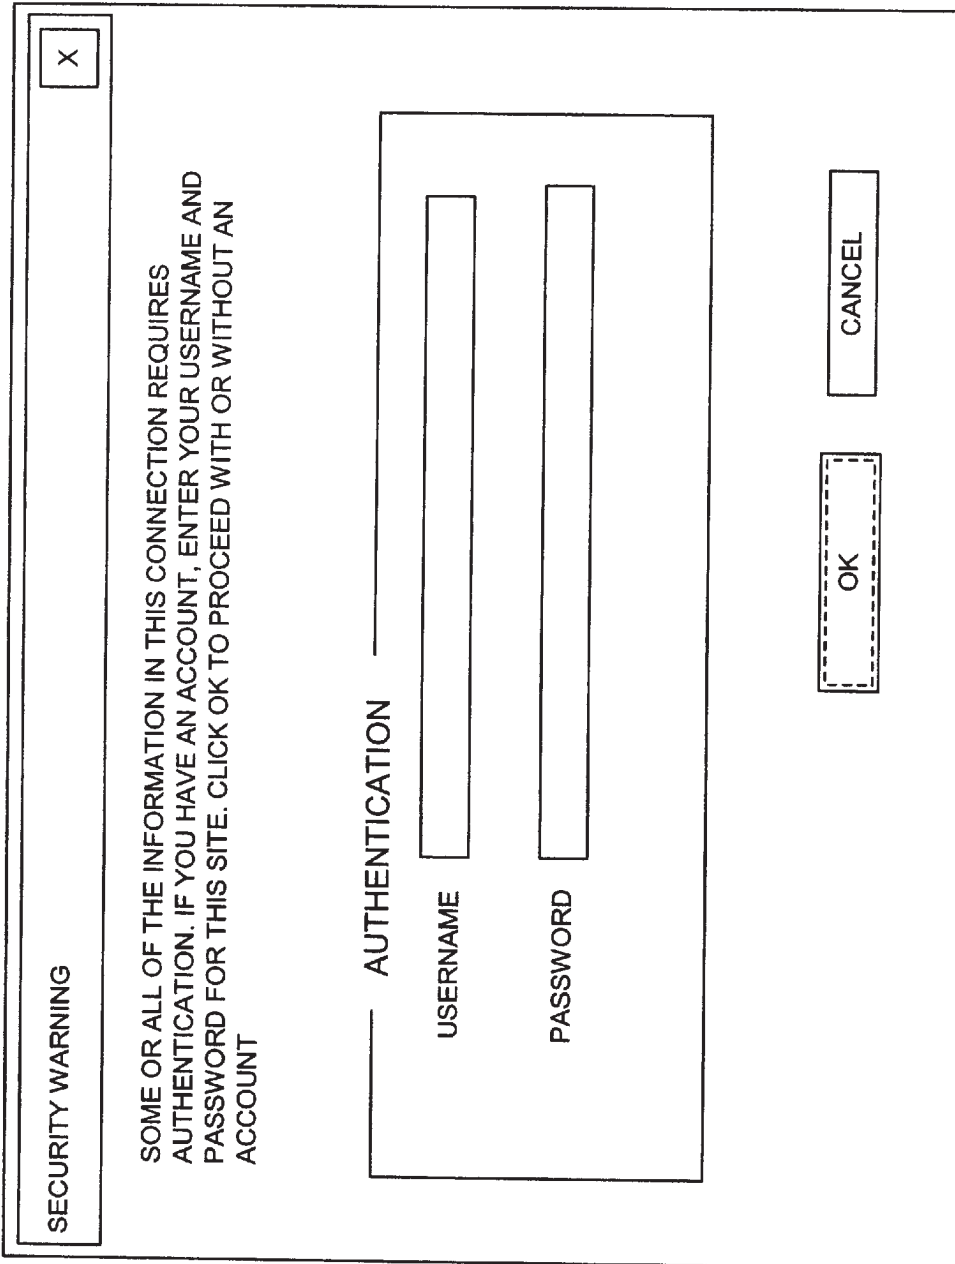 SECURITY WARNING
X
SOME OR ALL OF THE INFORMATION IN THIS CONNECTION REQUIRES
AUTHENTICATION. IF YOU HAVE AN ACCOUNT, ENTER YOUR USERNAME AND
PASSWORD FOR THIS SITE. CLICK OK TO PROCEED WITH OR WITHOUT AN
ACCOUNT
AUTHENTICATION
USERNAME
PASSWORD
OK
CANCEL